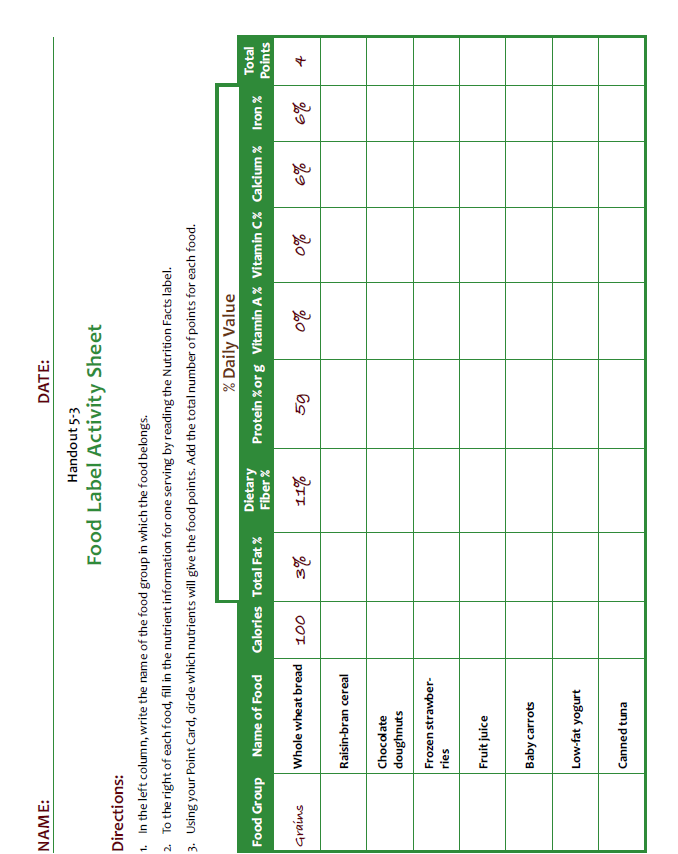 NAME: DATE:
Handout 5-3
Food Label Activity Sheet
Directions:
1. In the left column, write the name of the food group in which the food belongs.
2. To the right of each food, fill in the nutrient information for one serving by reading the Nutrition Facts label.
3. Using your Point Card, circle which nutrients will give the food points. Add the total number of points for each food.
% Daily Value
Food Group Name of Food Calories Total Fat % Dietary Fiber % Protein % or g Vitamin A % Vitamin C % Calcium % Iron % Total Points
Grains Whole wheat bread 100 3% 11% 5g 0% 0% 6% 6% 4
Raisin-bran cereal
Chocolate
doughnuts
Frozen strawber-
ries
Fruit juice
Baby carrots
Low-fat yogurt
Canned tuna